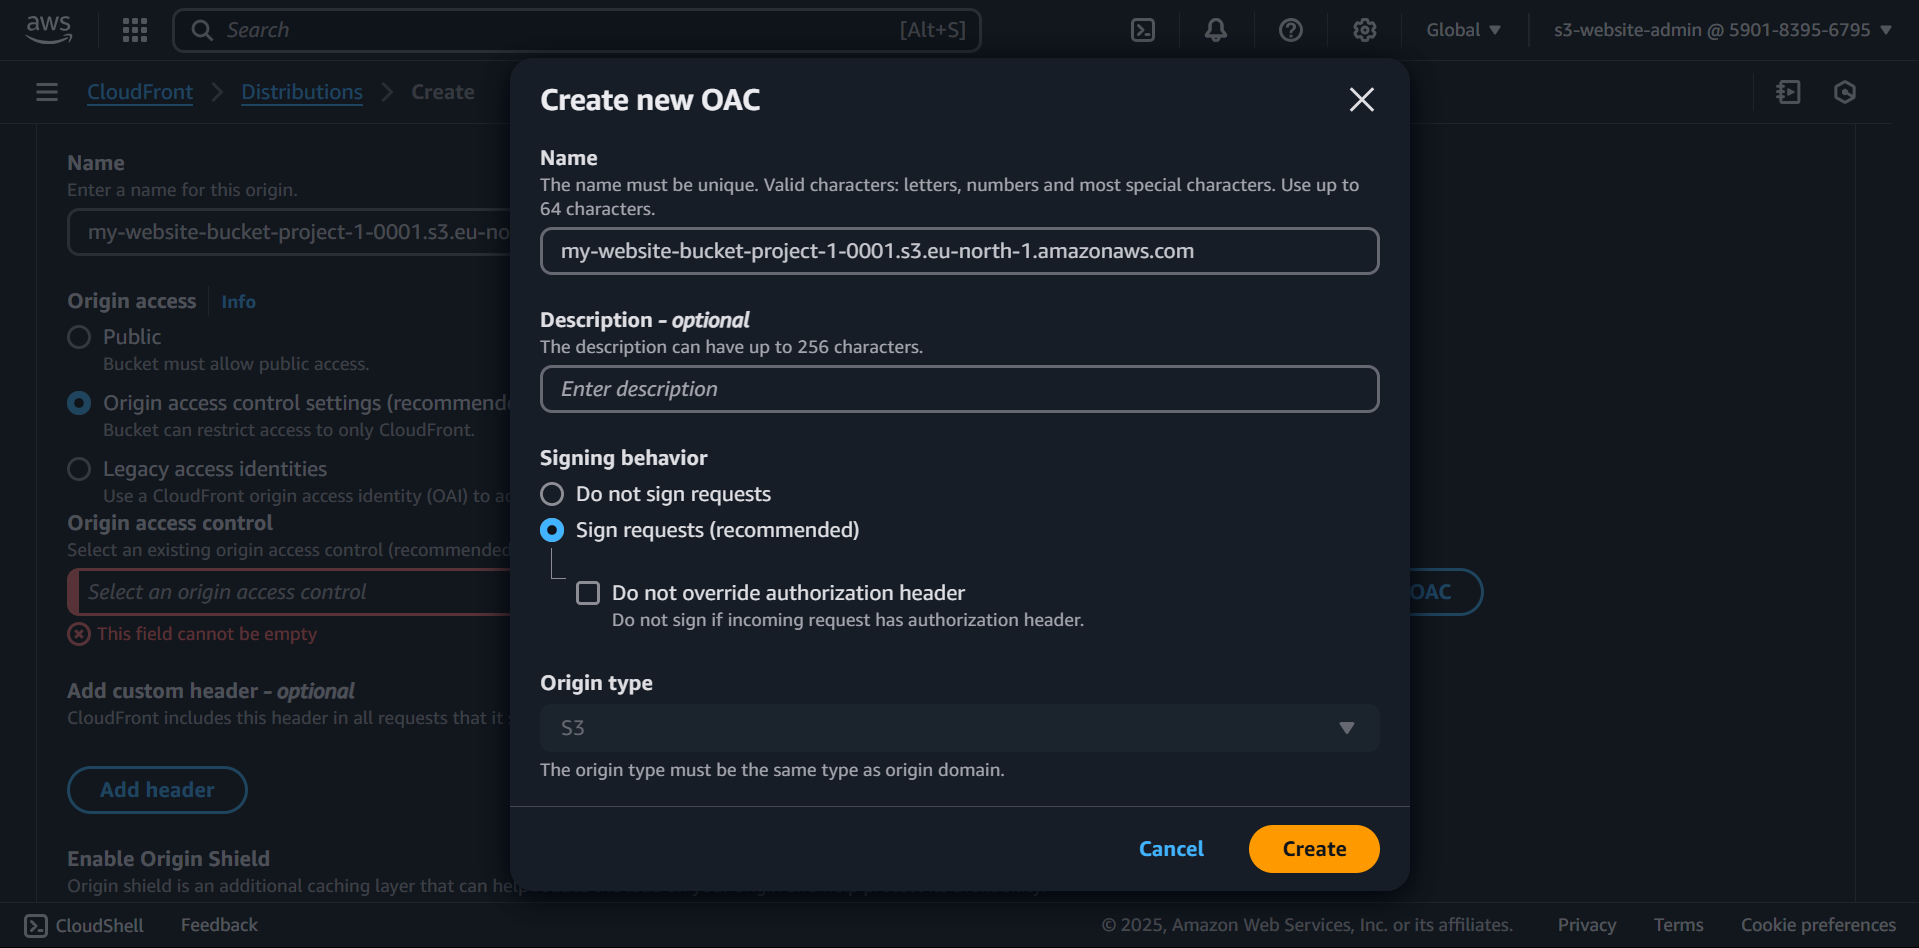 aws
Search
[Alt+S]
Global
s3-website-admin @ 5901-8395-6795
CloudFront
Distributions
Create
Name
Enter a name for this origin.
my-website-bucket-project-1-0001.s3.eu-no
Origin access
Info
Public
Bucket must allow public access.
Origin access control settings (recommende
Bucket can restrict access to only CloudFront.
Legacy access identities
Use a CloudFront origin access identity (OAI) to ac
Origin access control
Select an existing origin access control (recommended
Select an origin access control
This field cannot be empty
OAC
Add custom header - optional
CloudFront includes this header in all requests that it
Add header
Enable Origin Shield
Origin shield is an additional caching layer that can help
Create new OAC
Name
The name must be unique. Valid characters: letters, numbers and most special characters. Use up to
64 characters.
my-website-bucket-project-1-0001.s3.eu-north-1.amazonaws.com
Description - optional
The description can have up to 256 characters.
Enter description
Signing behavior
Do not sign requests
Sign requests (recommended)
Do not override authorization header
Do not sign if incoming request has authorization header.
Origin type
S3
The origin type must be the same type as origin domain.
Cancel
Create
CloudShell
Feedback
© 2025, Amazon Web Services, Inc. or its affiliates.
Privacy
Terms
Cookie preferences